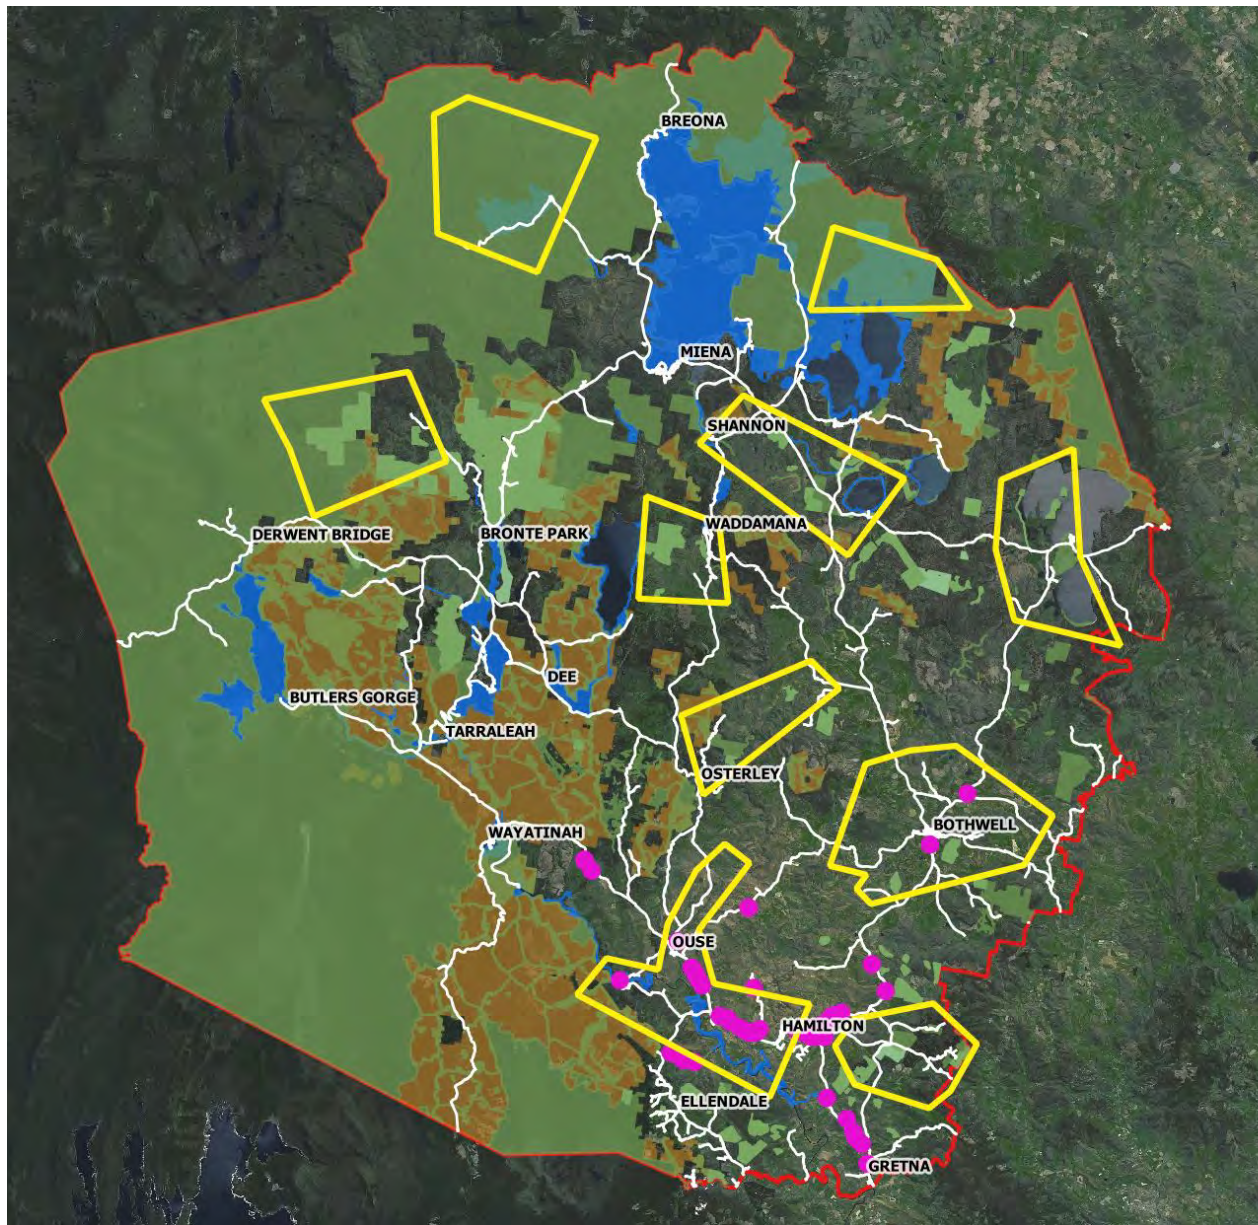 BREONA
MIENA
SHANNON
WADDAMANA
DERWENT BRIDGE
BRONTE PARK
DEE
BUTLERS GORGE
TARRALEAH
OSTERLEY
BOTHWELL
WAYATINAH
OUSE
HAMILTON
ELLENDALE
GRETNA